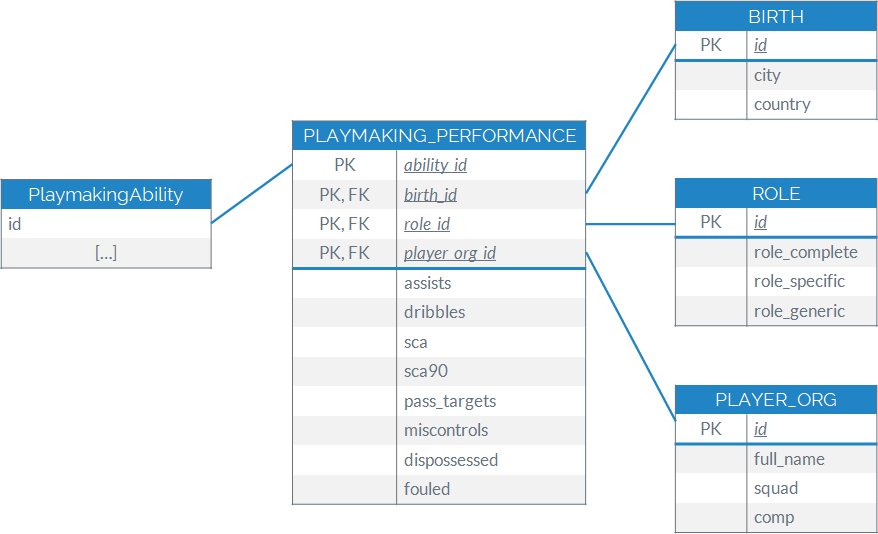 PlaymakingAbility
id
[...]
PLAYMAKING_PERFORMANCE
PK ability_id
PK, FK birth_id
PK, FK role_id
PK, FK player_org_id
assists
dribbles
sca
sca90
pass_targets
miscontrols
dispossessed
fouled
BIRTH
PK id
city
country
ROLE
PK id
role_complete
role_specific
role_generic
PLAYER_ORG
PK id
full_name
squad
comp